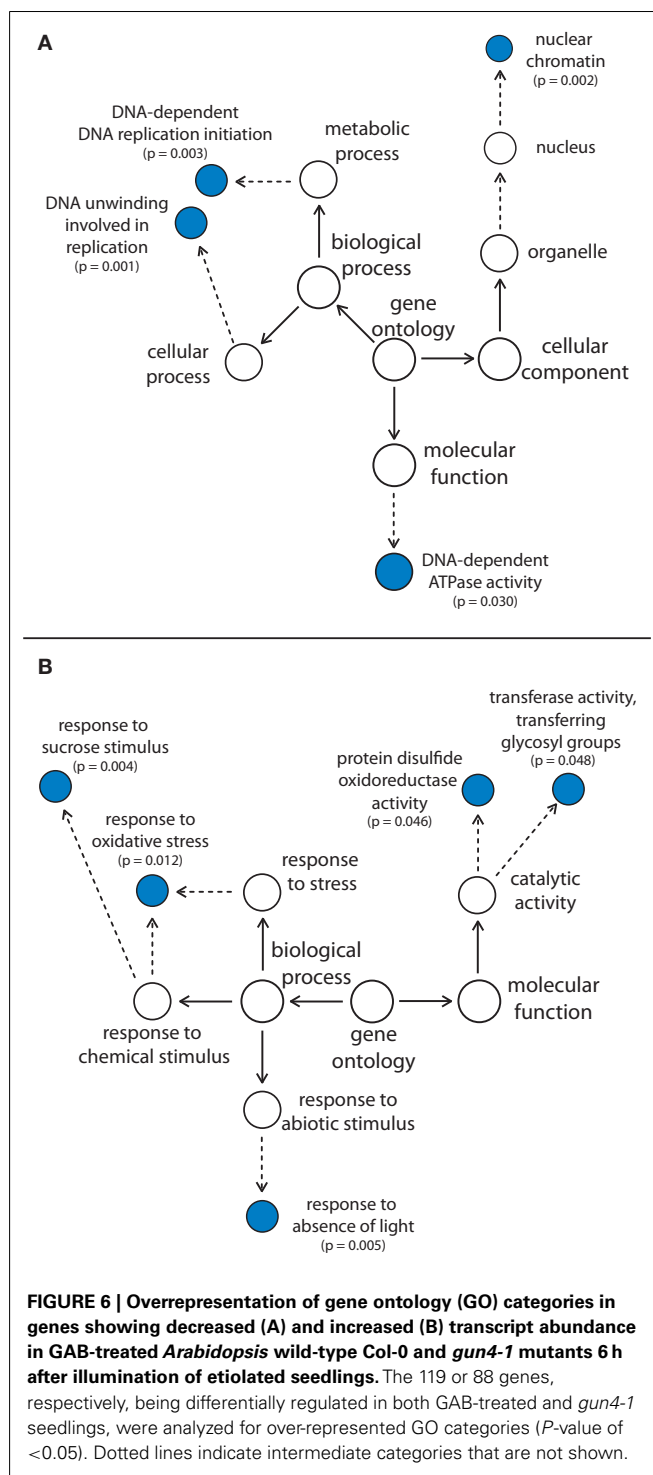 A
nuclear
chromatin
(p = 0.002)
DNA-dependent
DNA replication initiation
(p = 0.003)
metabolic
process
nucleus
DNA unwinding
involved in
replication
(p = 0.001)
biological
process
organelle
gene
ontology
cellular
process
cellular
component
molecular
function
DNA-dependent
ATPase activity
(p = 0.030)
B
response to
sucrose stimulus
(p = 0.004)
transferase activity,
transferring
glycosyl groups
(p = 0.048)
protein disulfide
oxidoreductase
activity
(p = 0.046)
response to
oxidative stress
(p = 0.012)
response
to stress
catalytic
activity
biological
process
molecular
function
response to
chemical stimulus
gene
ontology
response to
abiotic stimulus
response to
absence of light
(p = 0.005)
FIGURE 6 | Overrepresentation of gene ontology (GO) categories in
genes showing decreased (A) and increased (B) transcript abundance
in GAB-treated Arabidopsis wild-type Col-0 and gun4-1 mutants 6 h
after illumination of etiolated seedlings. The 119 or 88 genes,
respectively, being differentially regulated in both GAB-treated and gun4-1
seedlings, were analyzed for over-represented GO categories (P-value of
<0.05). Dotted lines indicate intermediate categories that are not shown.